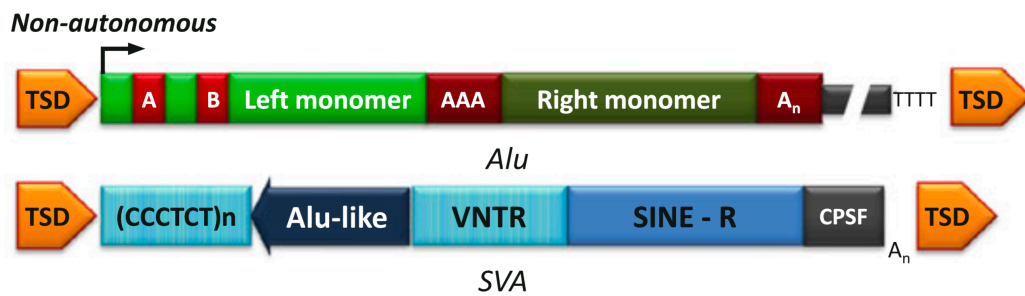 Non-autonomous
TSD A B Left monomer AAA Right monomer An TTTT TSD
Alu
TSD (CCCTCT)n Alu-like VNTR SINE - R CPSF An TSD
SVA